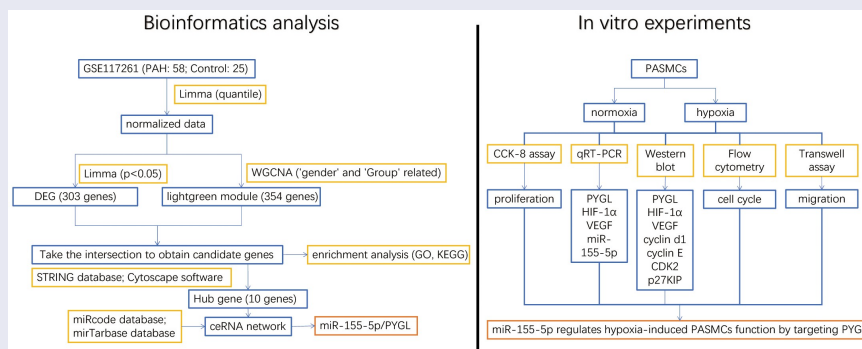 Bioinformatics analysis
GSE117261 (PAH: 58; Control: 25)
Limma (quantile)
normalized data
Limma (p<0.05)
WGCNA ('gender' and 'Group' related)
DEG (303 genes)
lightgreen module (354 genes)
Take the intersection to obtain candidate genes
enrichment analysis (GO, KEGG)
STRING database; Cytoscape software
Hub gene (10 genes)
miRcode database;
mirTarbase database
ceRNA network
miR-155-5p/PYGL
In vitro experiments
PASMCs
normoxia
hypoxia
CCK-8 assay
qRT-PCR
Western
blot
Flow
cytometry
Transwell
assay
proliferation
PYGL
HIF-1α
VEGF
miR-
155-5p
PYGL
HIF-1α
VEGF
cyclin d1
cyclin E
CDK2
p27KIP
cell cycle
migration
miR-155-5p regulates hypoxia-induced PASMCs function by targeting PYG